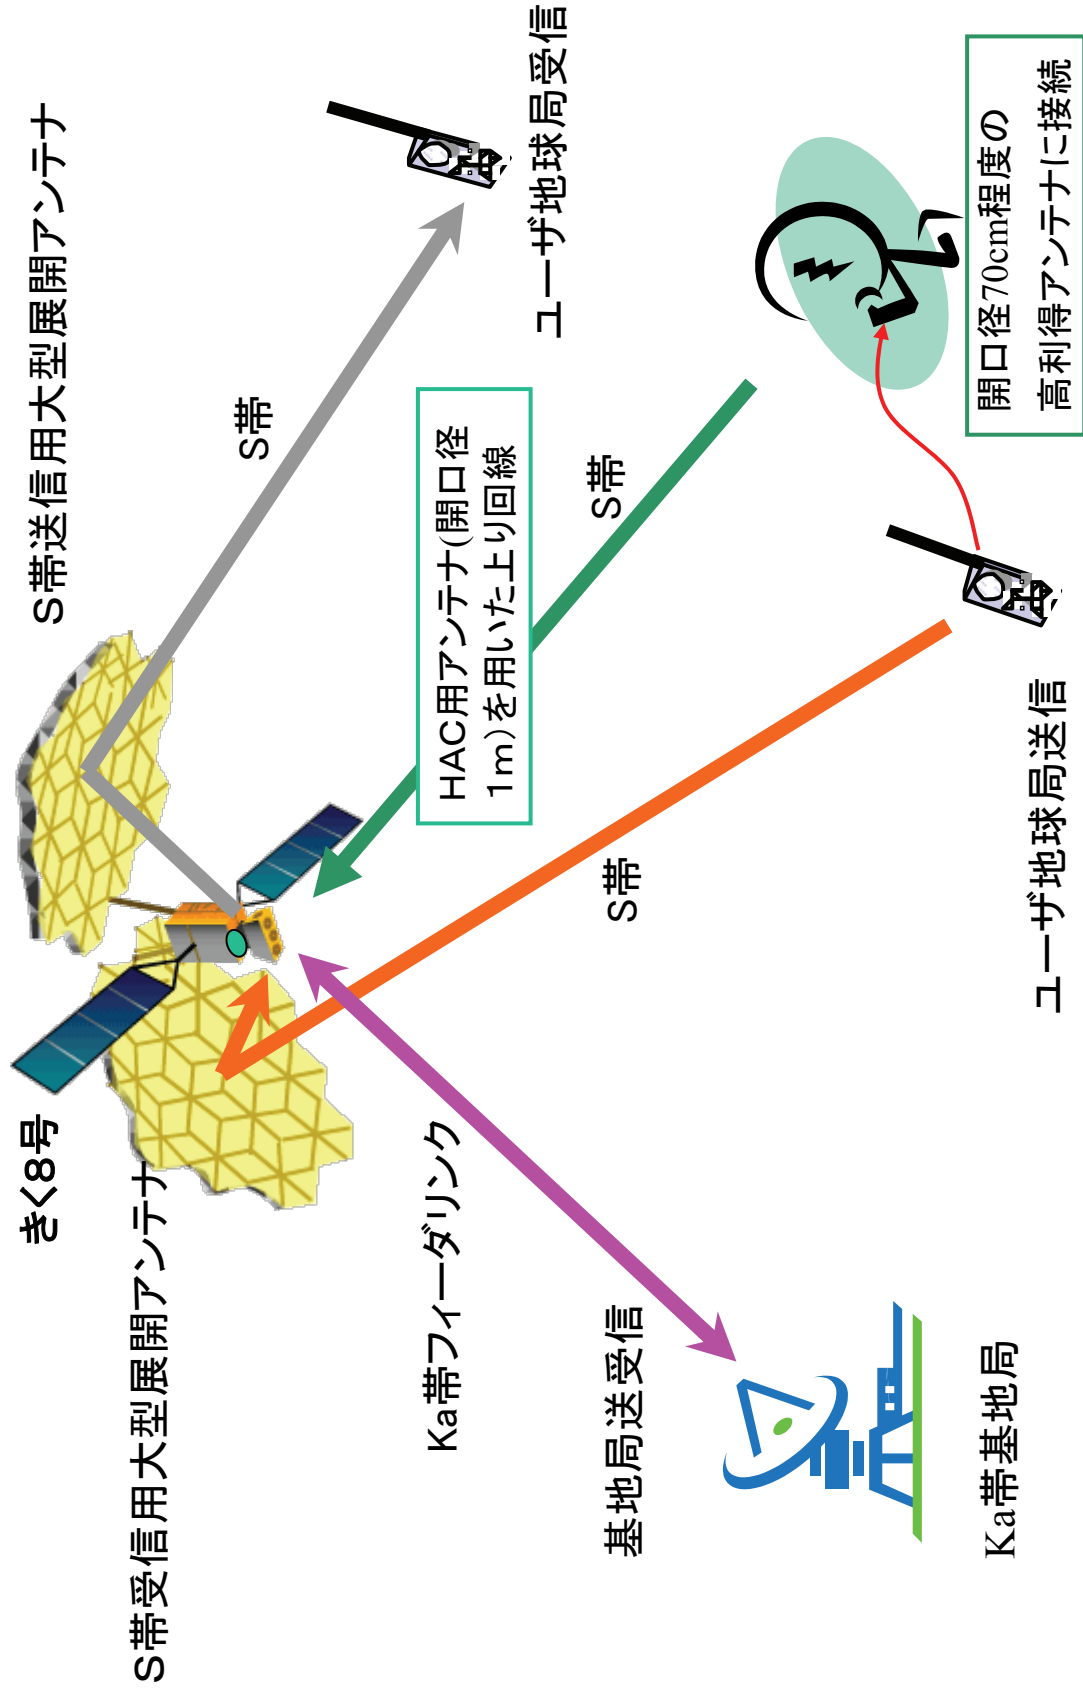 きく8号
S帯受信用大型展開アンテナ
S帯送信用大型展開アンテナ
S帯
Ka帯フィーダリンク
HAC用アンテナ(開口径
1m)を用いた上り回線
ユーザ地球局受信
S帯
S帯
基地局送受信
Ka帯基地局
ユーザ地球局送信
開口径70cm程度の
高利得アンテナに接続